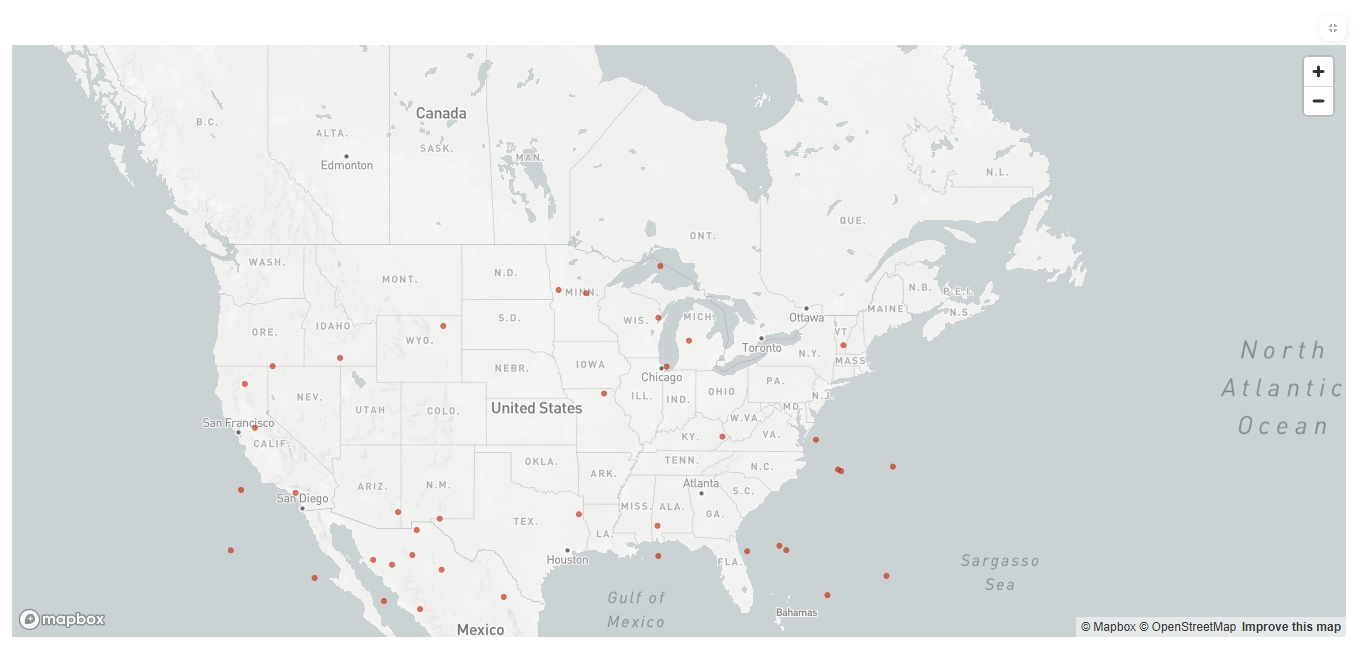 Canada
B.C.
ALTA.
SASK.
MAN.
Edmonton
N.L.
QUE.
ONT.
WASH.
MONT.
N.D.
MINN.
N.B.
P.E.I.
MAINE
N.S.
ORE.
IDAHO
WYO.
S.D.
WIS.
MICH.
Ottawa
VT.
Toronto
N.Y.
MASS.
North
Atlantic
Ocean
NEBR.
IOWA
Chicago
NEV.
UTAH
COLO.
United States
ILL.
IND.
OHIO
PA.
N.J.
MD.
W.VA.
San Francisco
CALIF.
KY.
VA.
OKLA.
TENN.
N.C.
ARIZ.
N.M.
ARK.
Atlanta
San Diego
TEX.
MISS.
ALA.
S.C.
GA.
LA.
Houston
FLA.
Sargasso
Sea
Gulf of
Mexico
Bahamas
Mexico
mapbox
© Mapbox © OpenStreetMap Improve this map